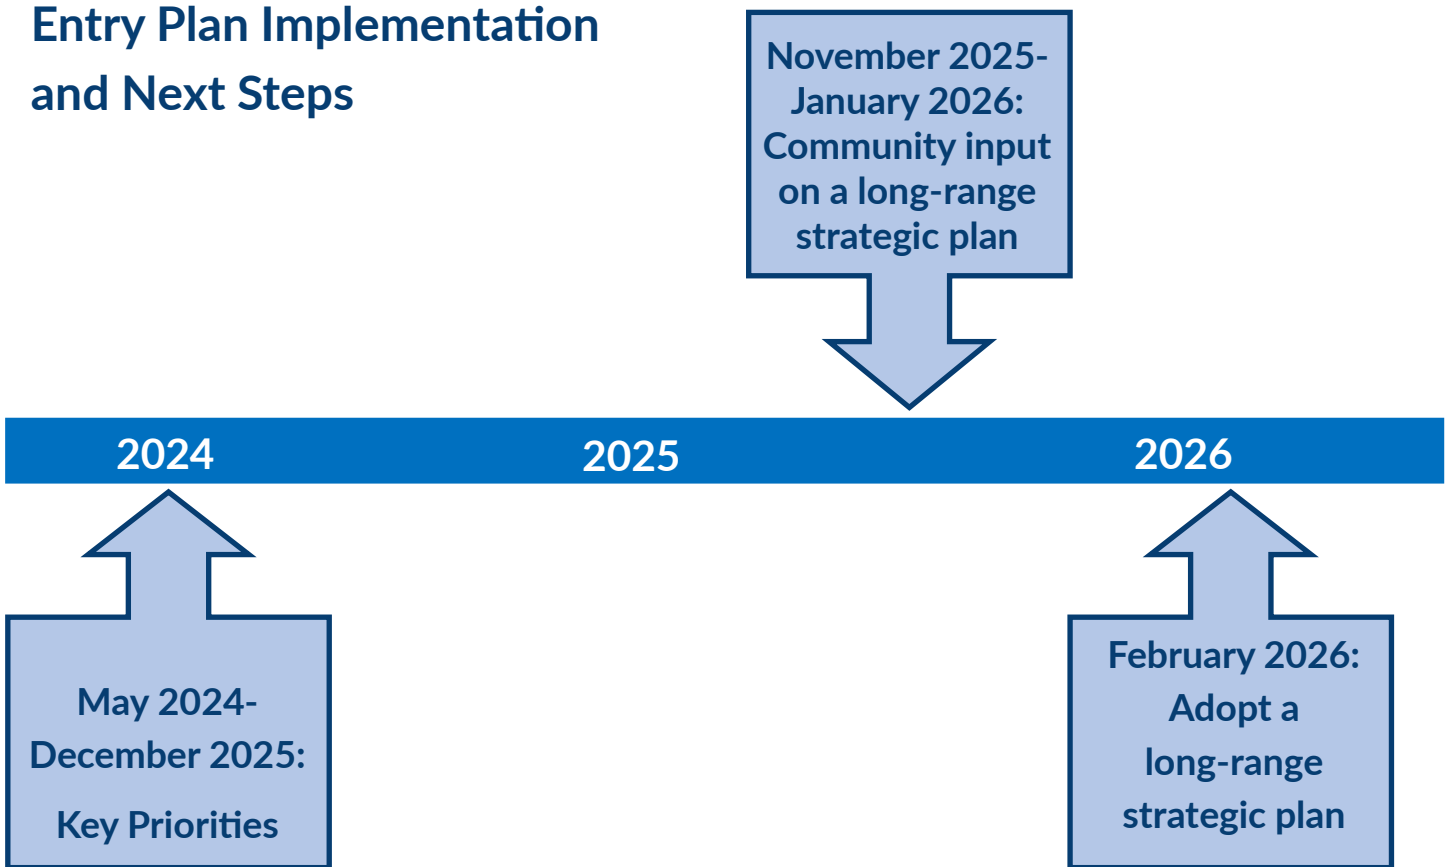 Entry Plan Implementation
and Next Steps
November 2025-
January 2026:
Community input
on a long-range
strategic plan
2024
2025
2026
May 2024-
December 2025:
Key Priorities
February 2026:
Adopt a
long-range
strategic plan